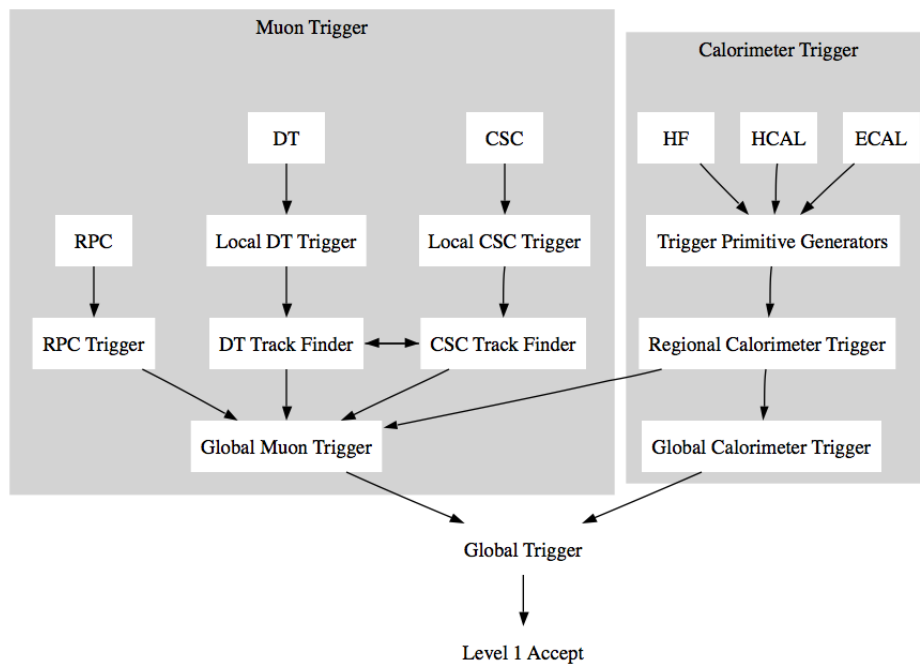 Muon Trigger
Calorimeter Trigger
DT
CSC
HF
HCAL
ECAL
RPC
Local DT Trigger
Local CSC Trigger
Trigger Primitive Generators
RPC Trigger
DT Track Finder
CSC Track Finder
Regional Calorimeter Trigger
Global Muon Trigger
Global Calorimeter Trigger
Global Trigger
Level 1 Accept